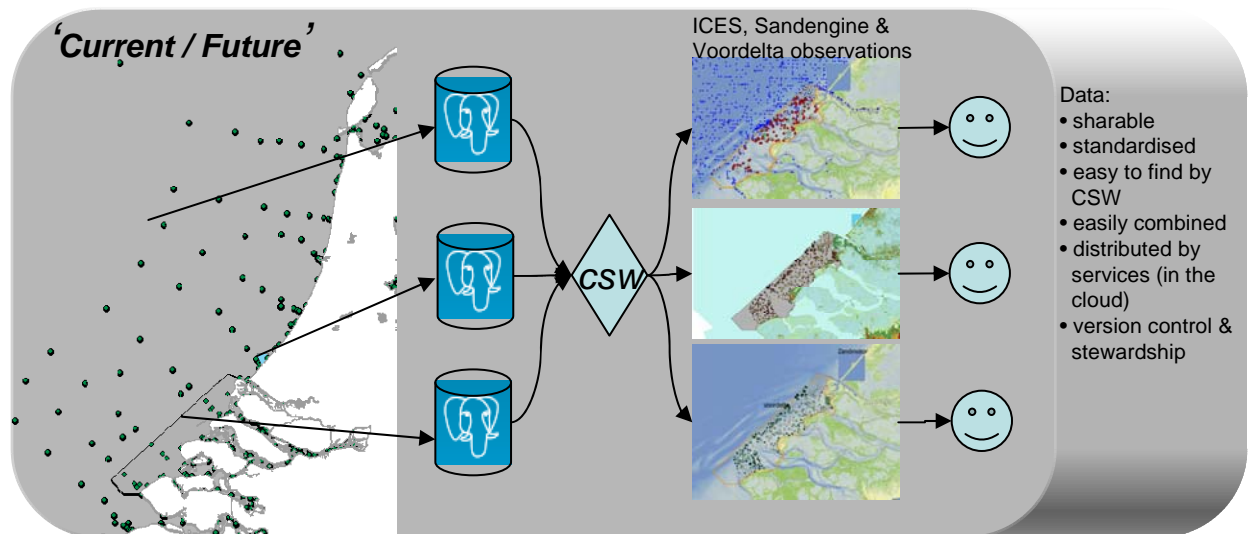 ‘Current / Future’
ICES, Sandengine &
Voordelta observations
CSW
Data:
• sharable
• standardised
• easy to find by
CSW
• easily combined
• distributed by
services (in the
cloud)
• version control &
stewardship